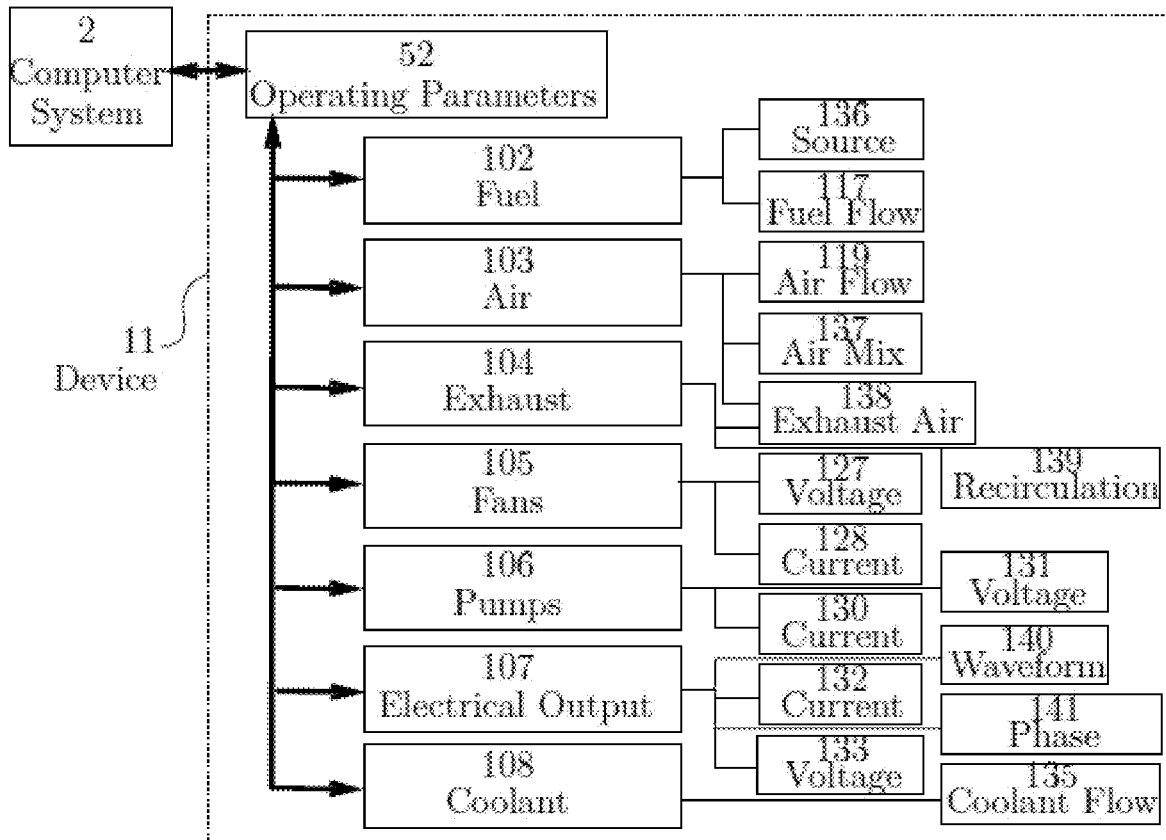 2
Computer
System
52
Operating Parameters
11
Device
102
Fuel
136
Source
117
Fuel Flow
103
Air
119
Air Flow
137
Air Mix
104
Exhaust
138
Exhaust Air
139
Recirculation
105
Fans
127
Voltage
128
Current
106
Pumps
131
Voltage
130
Current
107
Electrical Output
140
Waveform
132
Current
141
Phase
133
Voltage
108
Coolant
135
Coolant Flow